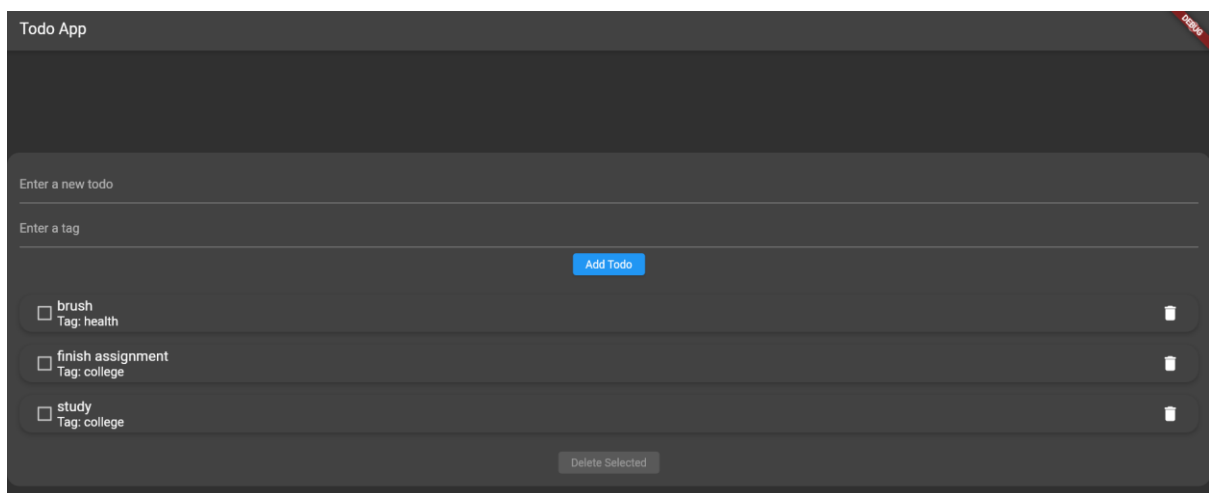 Todo App
DEBUG
Enter a new todo
Enter a tag
Add Todo
brush
Tag: health
finish assignment
Tag: college
study
Tag: college
Delete Selected